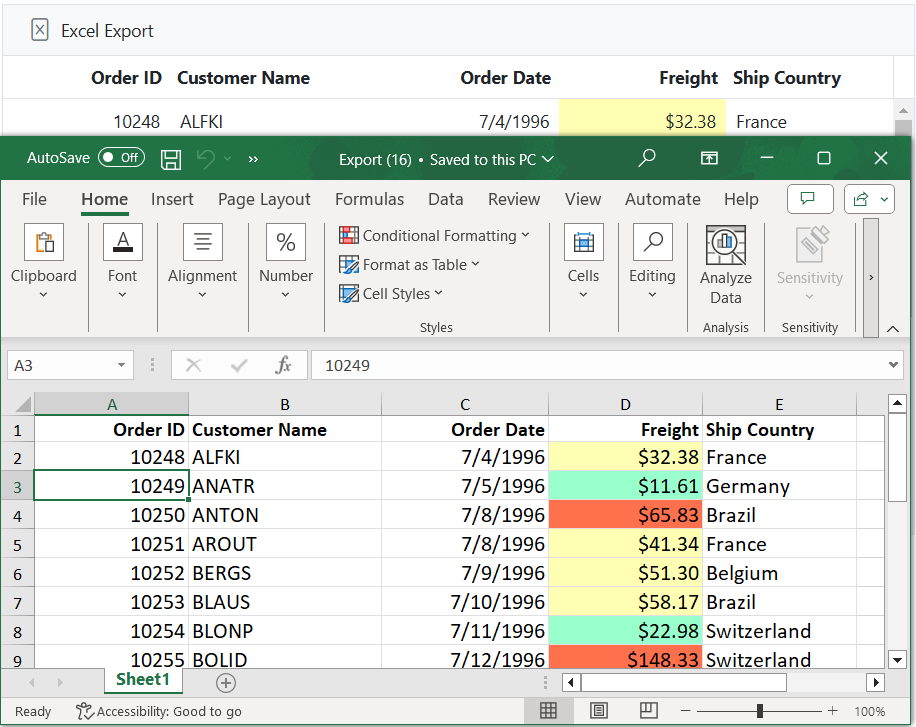 Excel Export
Order ID Customer Name Order Date Freight Ship Country
10248 ALFKI 7/4/1996 $32.38 France
AutoSave Off Export (16) • Saved to this PC
File Home Insert Page Layout Formulas Data Review View Automate Help
Clipboard Font Alignment Number Conditional Formatting Format as Table Cell Styles Cells Editing Analyze Data Sensitivity
Styles Analysis Sensitivity
A3 fx 10249
A B C D E
1 Order ID Customer Name Order Date Freight Ship Country
2 10248 ALFKI 7/4/1996 $32.38 France
3 10249 ANATR 7/5/1996 $11.61 Germany
4 10250 ANTON 7/8/1996 $65.83 Brazil
5 10251 AROUT 7/8/1996 $41.34 France
6 10252 BERGS 7/9/1996 $51.30 Belgium
7 10253 BLAUS 7/10/1996 $58.17 Brazil
8 10254 BLONP 7/11/1996 $22.98 Switzerland
9 10255 BOLID 7/12/1996 $148.33 Switzerland
Sheet1
Ready Accessibility: Good to go 100%